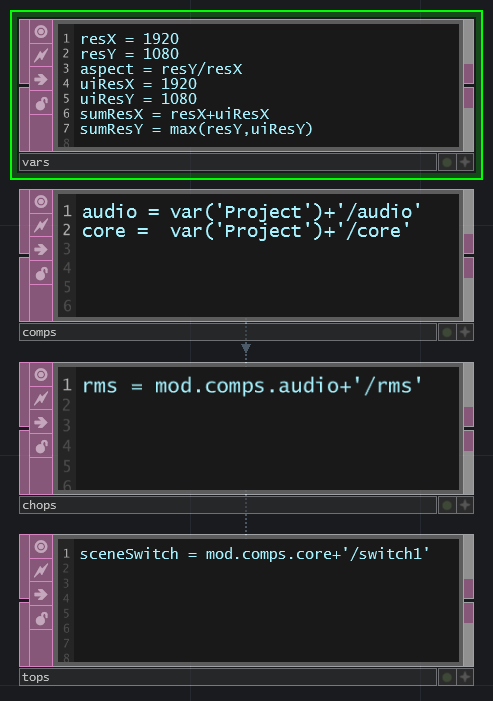 1 resX = 1920
2 resY = 1080
3 aspect = resY/resX
4 uiResX = 1920
5 uiResY = 1080
6 sumResX = resX+uiResX
7 sumResY = max(resY,uiResY)
8
vars
1 audio = var('Project')+'/audio'
2 core =  var('Project')+'/core'
3
4
5
6
comps
1 rms = mod.comps.audio+'/rms'
2
3
4
5
6
chops
1 sceneSwitch = mod.comps.core+'/switch1'
2
3
4
5
6
7
8
tops